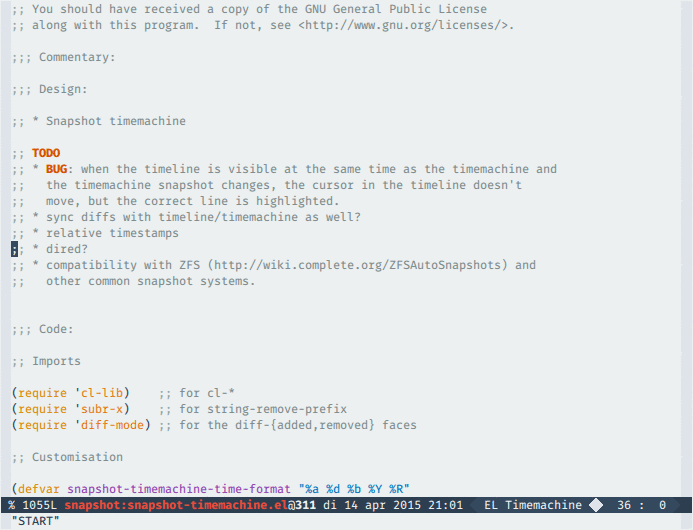 ;; You should have received a copy of the GNU General Public License
;; along with this program.  If not, see <http://www.gnu.org/licenses/>.
;;; Commentary:
;;; Design:
;; * Snapshot timemachine
;; TODO
;; * BUG: when the timeline is visible at the same time as the timemachine and
;;   the timemachine snapshot changes, the cursor in the timeline doesn't
;;   move, but the correct line is highlighted.
;; * sync diffs with timeline/timemachine as well?
;; * relative timestamps
;; * dired?
;; * compatibility with ZFS (http://wiki.complete.org/ZFSAutoSnapshots) and
;;   other common snapshot systems.
;;; Code:
;; Imports
(require 'cl-lib)    ;; for cl-*
(require 'subr-x)    ;; for string-remove-prefix
(require 'diff-mode) ;; for the diff-{added,removed} faces
;; Customisation
(defvar snapshot-timemachine-time-format "%a %d %b %Y %R"
% 1055L snapshot:snapshot-timemachine.el@311 di 14 apr 2015 21:01 EL Timemachine 36 : 0
"START"